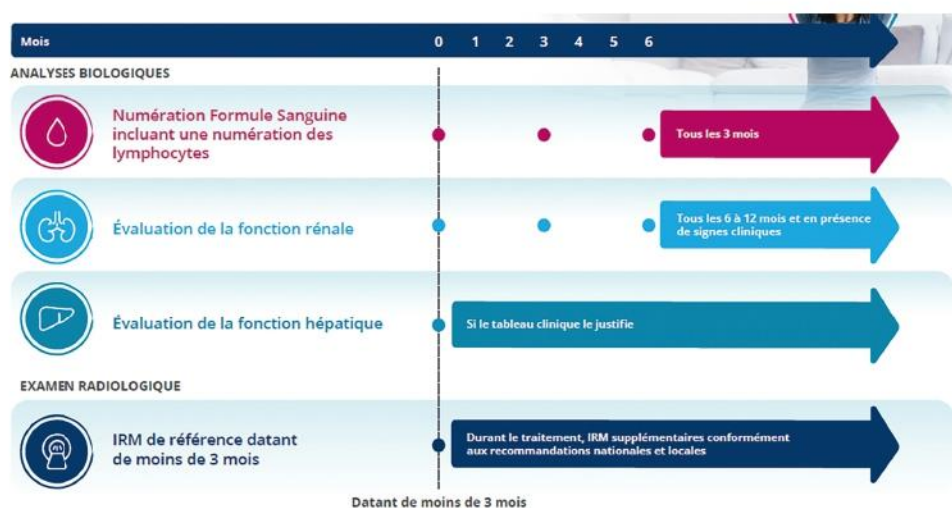 Mois 0 1 2 3 4 5 6
ANALYSES BIOLOGIQUES
Numération Formule Sanguine
incluant une numération des
lymphocytes
Tous les 3 mois
Évaluation de la fonction rénale
Tous les 6 à 12 mois et en présence
de signes cliniques
Évaluation de la fonction hépatique
Si le tableau clinique le justifie
EXAMEN RADIOLOGIQUE
IRM de référence datant
de moins de 3 mois
Durant le traitement, IRM supplémentaires conformément
aux recommandations nationales et locales
Datant de moins de 3 mois